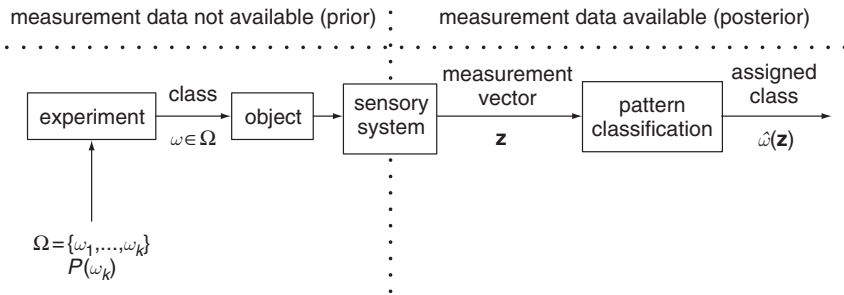 measurement data not available (prior)
measurement data available (posterior)
experiment
class
ω∈Ω
object
sensory
system
measurement
vector
z
pattern
classification
assigned
class
ω̂(z)
Ω={ω1,...,ωk}
P(ωk)